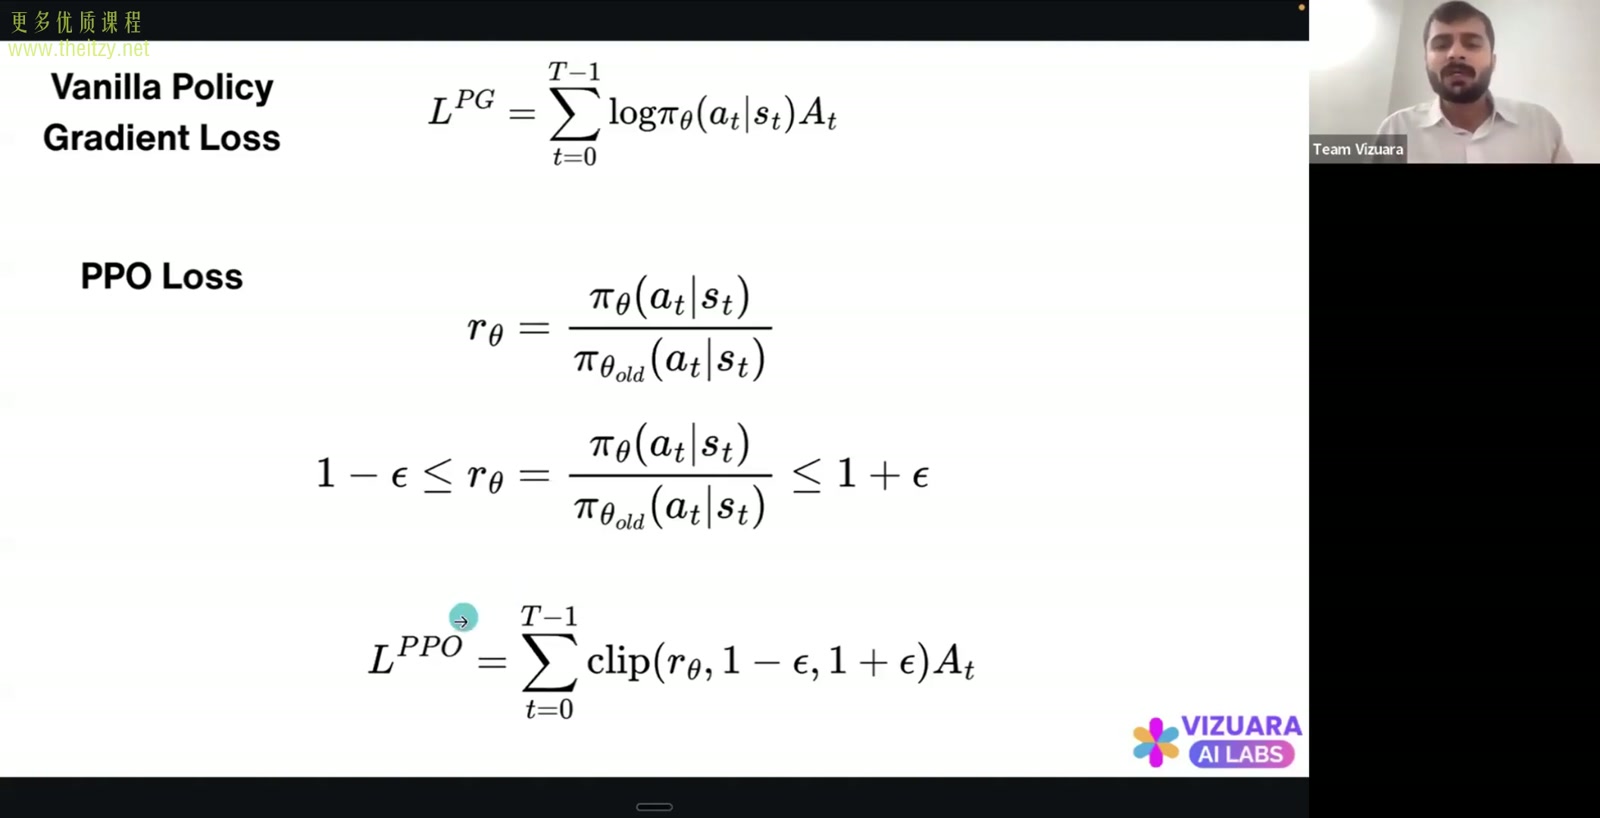 更多优质课程
www.theitzy.net
Vanilla Policy
Gradient Loss
L^{PG} = \sum_{t=0}^{T-1} \log\pi_\theta(a_t|s_t)A_t
PPO Loss
r_\theta = \frac{\pi_\theta(a_t|s_t)}{\pi_{\theta_{old}}(a_t|s_t)}
1 - \epsilon \leq r_\theta = \frac{\pi_\theta(a_t|s_t)}{\pi_{\theta_{old}}(a_t|s_t)} \leq 1 + \epsilon
L^{PPO} = \sum_{t=0}^{T-1} \text{clip}(r_\theta, 1 - \epsilon, 1 + \epsilon)A_t
VIZUARA
AI LABS
Team Vizuara